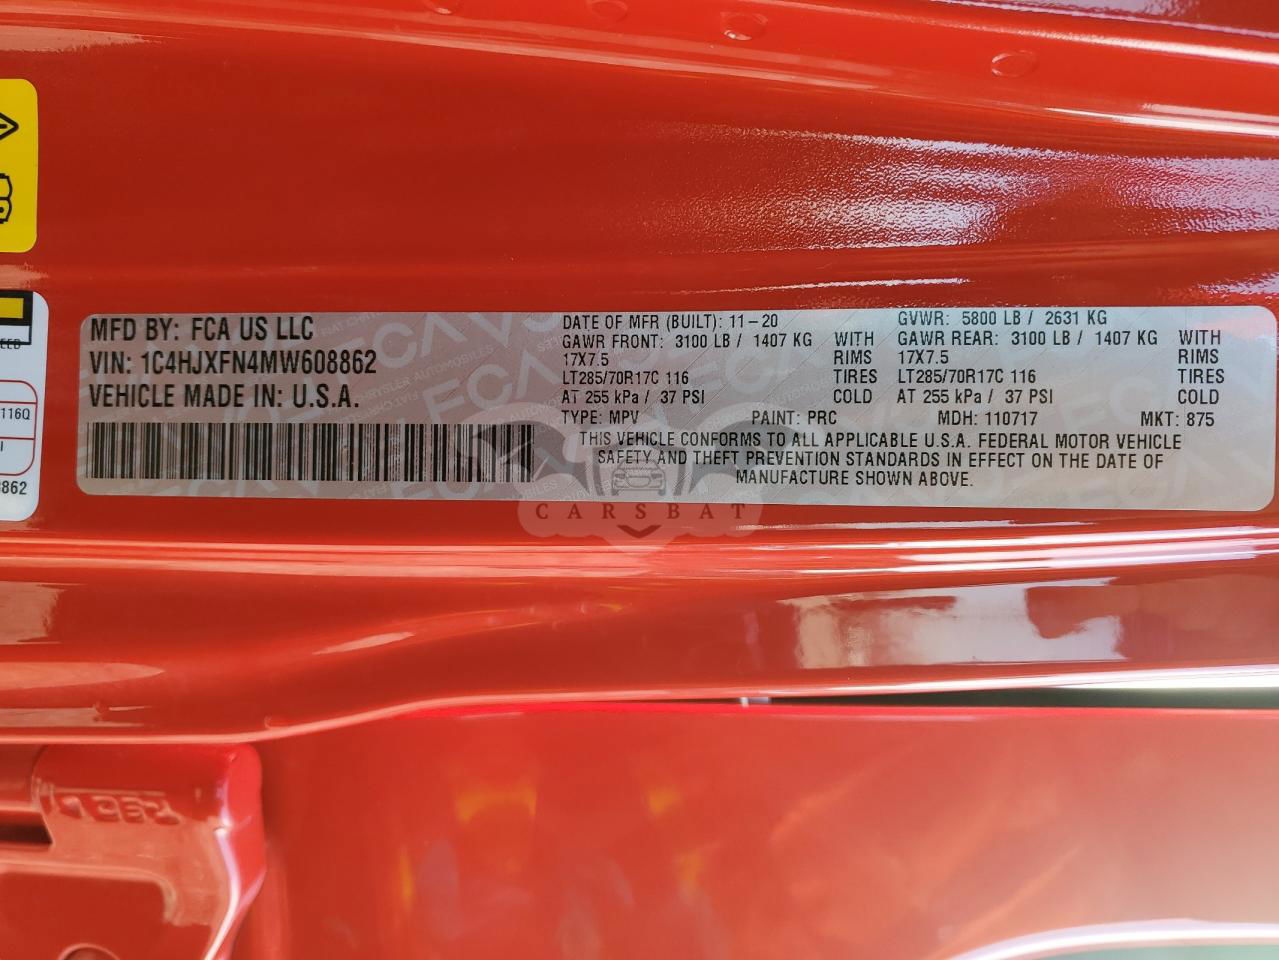 MFD BY: FCA US LLC
VIN: 1C4HJXFN4MW608862
VEHICLE MADE IN: U.S.A.
DATE OF MFR (BUILT): 11-20 GVWR: 5800 LB / 2631 KG
GAWR FRONT: 3100 LB / 1407 KG WITH GAWR REAR: 3100 LB / 1407 KG WITH
17X7.5 RIMS 17X7.5 RIMS
LT285/70R17C 116 TIRES LT285/70R17C 116 TIRES
AT 255 kPa / 37 PSI COLD AT 255 kPa / 37 PSI COLD
TYPE: MPV PAINT: PRC MDH: 110717 MKT: 875
THIS VEHICLE CONFORMS TO ALL APPLICABLE U.S.A. FEDERAL MOTOR VEHICLE
SAFETY AND THEFT PREVENTION STANDARDS IN EFFECT ON THE DATE OF
MANUFACTURE SHOWN ABOVE.
CARSBAT
116Q
8862